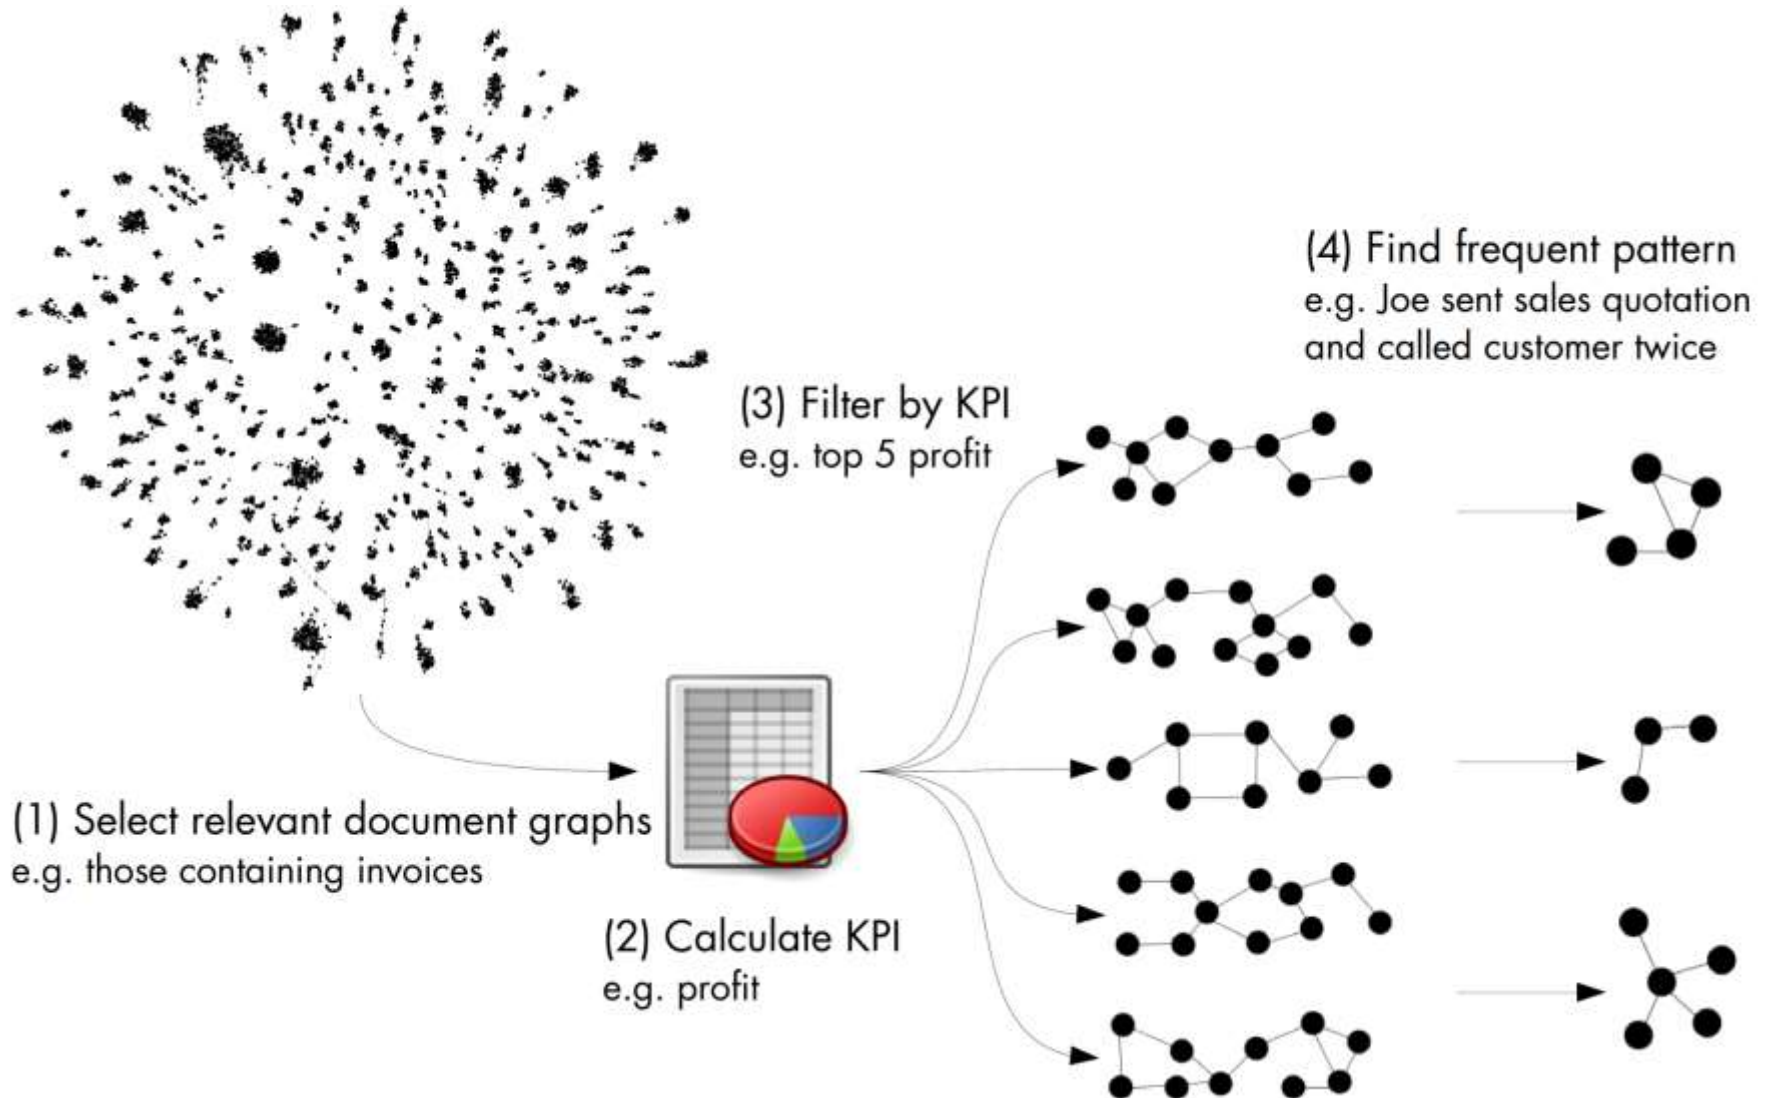 (1) Select relevant document graphs
e.g. those containing invoices
(2) Calculate KPI
e.g. profit
(3) Filter by KPI
e.g. top 5 profit
(4) Find frequent pattern
e.g. Joe sent sales quotation
and called customer twice